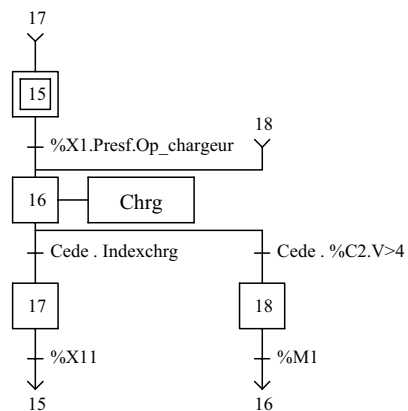 17
15
%X1.Presf.Op_chargeur
18
16
Chrg
Cede . Indexchrg
Cede . %C2.V>4
17
18
%X11
%M1
15
16